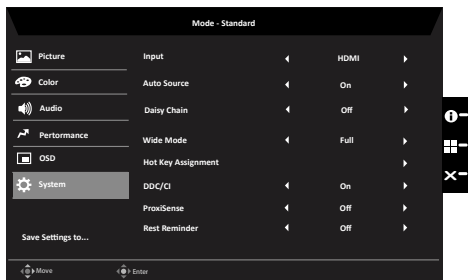 Mode - Standard
Picture
Color
Audio
Pertormance
OSD
System
Save Settings to...
Input HDMI
Auto Source On
Daisy Chain Off
Wide Mode Full
Hot Key Assignment
DDC/CI On
ProxiSense Off
Rest Reminder Off
Move Enter